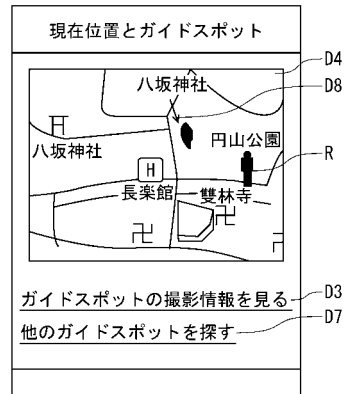 現在位置とガイドスポット
D4
八坂神社
D8
八坂神社
円山公園
R
H
長楽館
雙林寺
ガイドスポットの撮影情報を見る
D3
他のガイドスポットを探す
D7